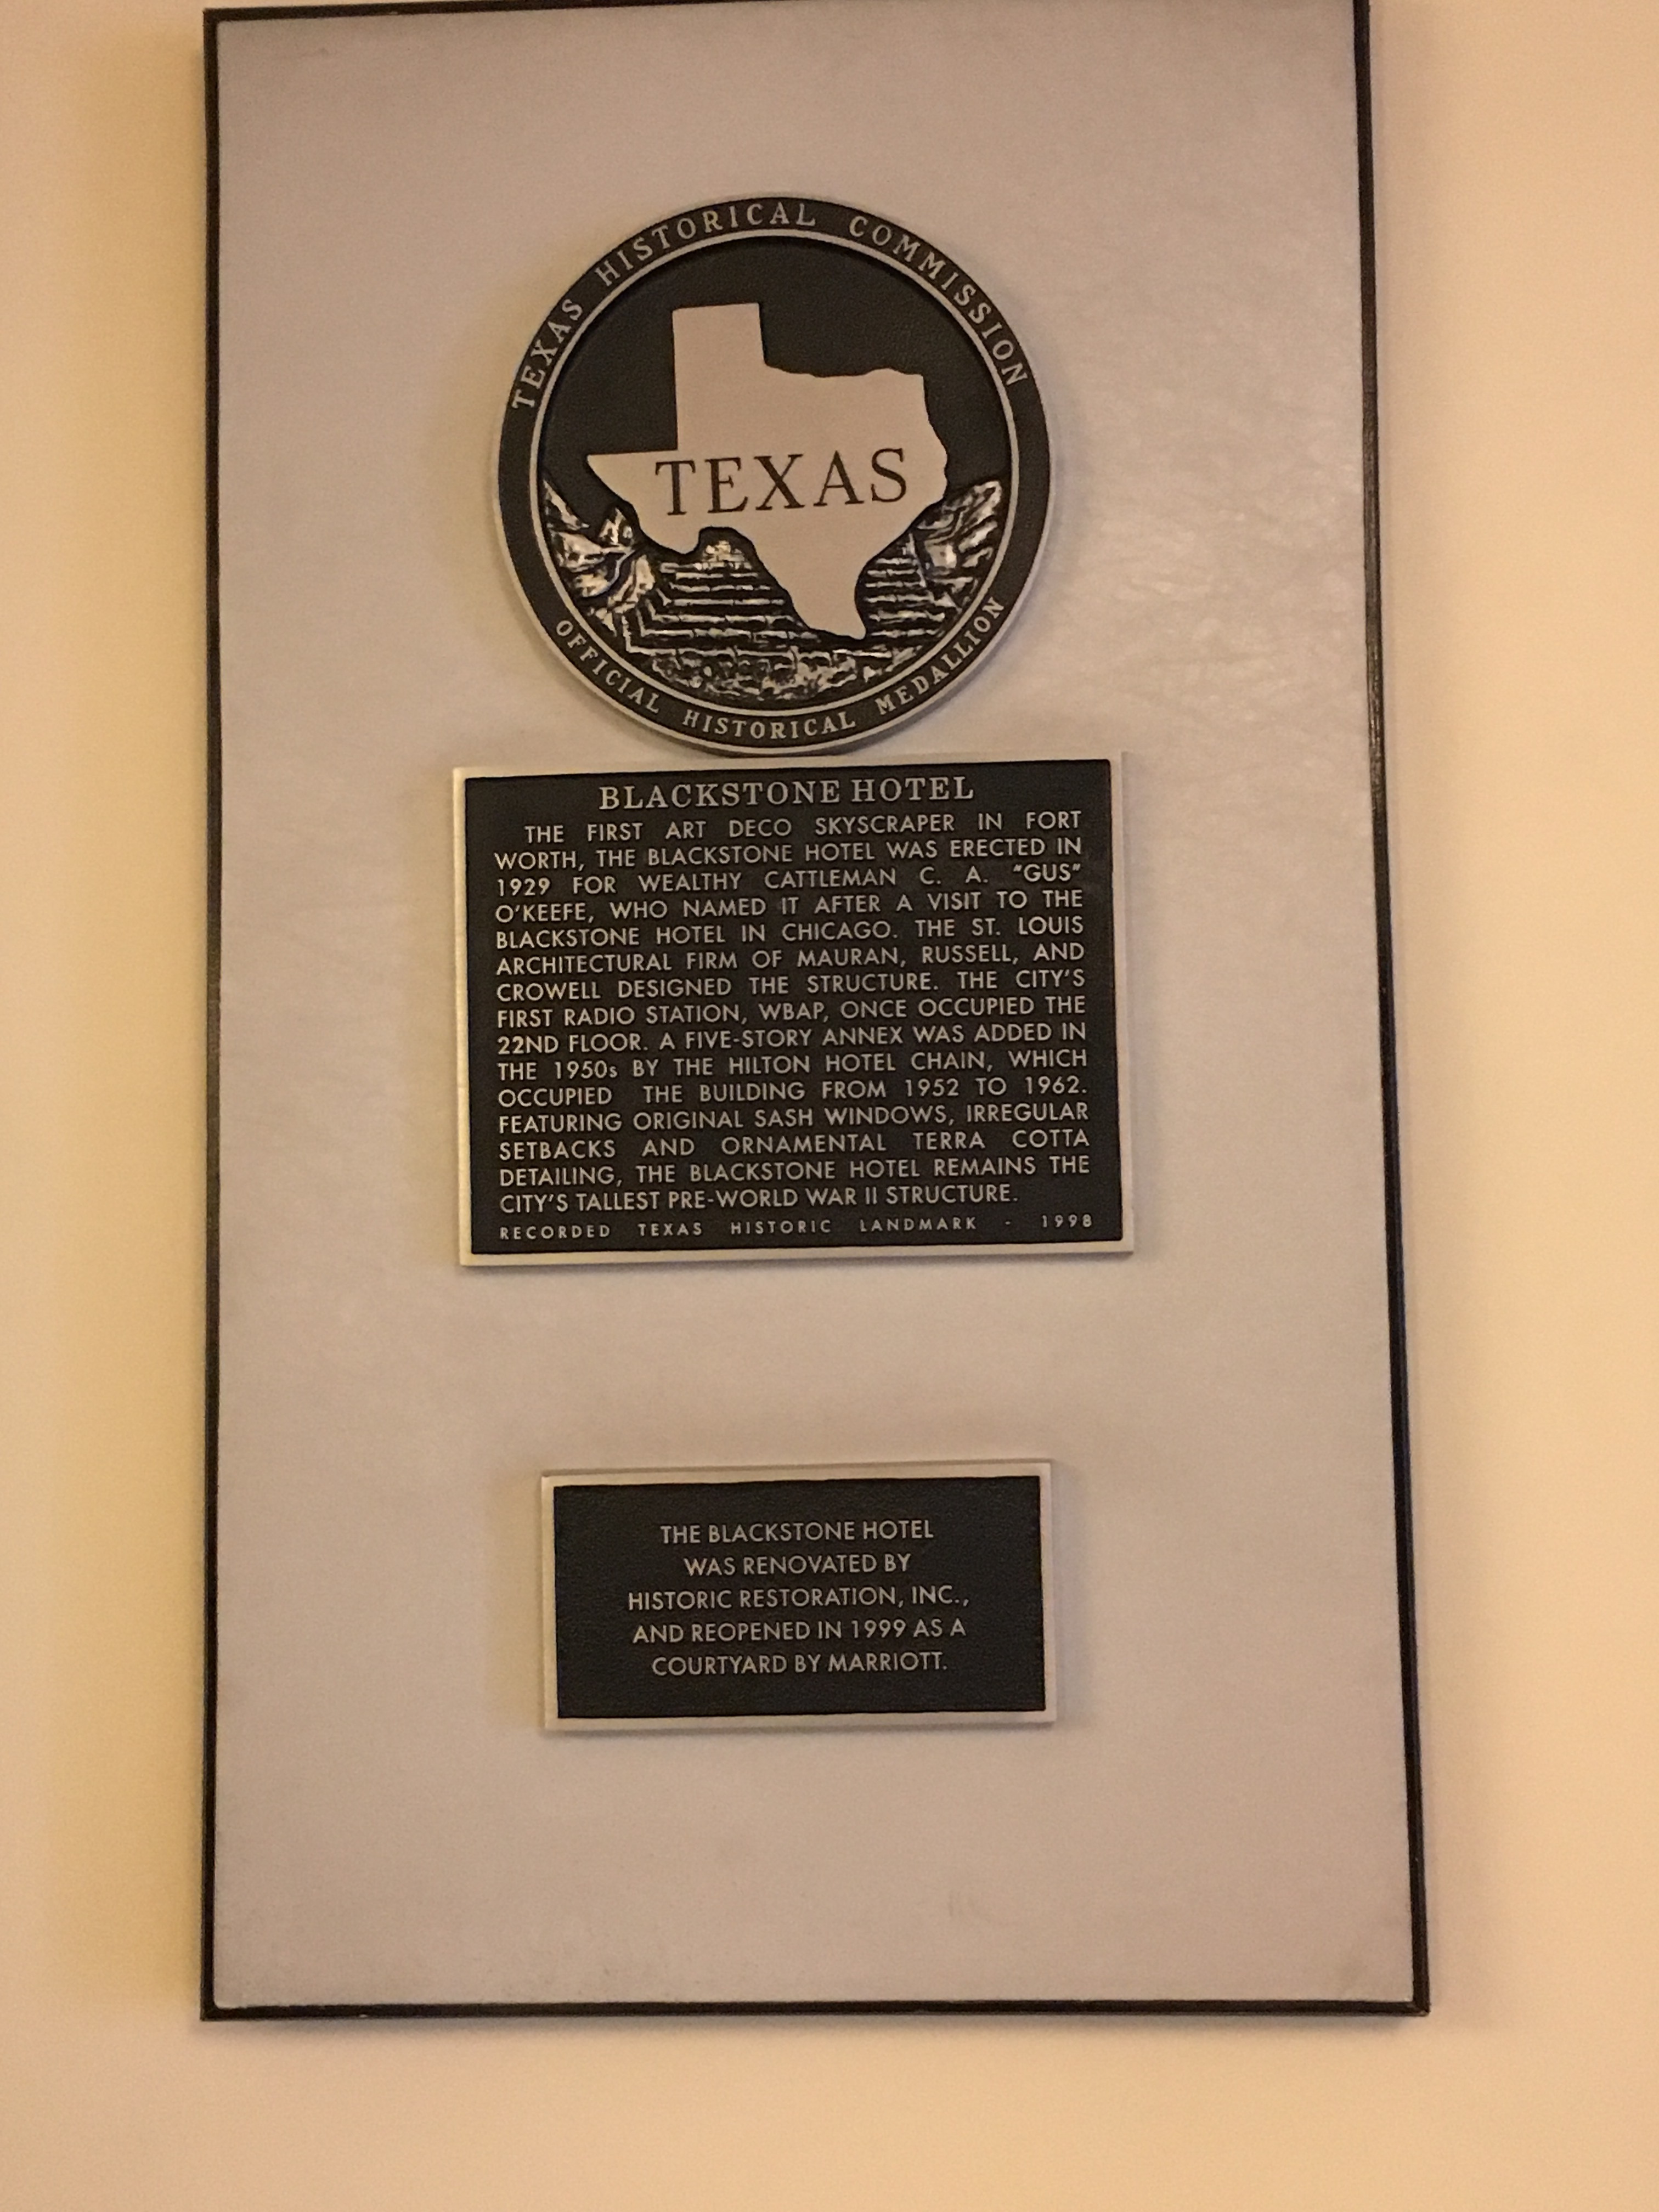 TEXAS HISTORICAL COMMISSION
TEXAS
OFFICIAL HISTORICAL MEDALLION
BLACKSTONE HOTEL
THE FIRST ART DECO SKYSCRAPER IN FORT
WORTH, THE BLACKSTONE HOTEL WAS ERECTED IN
1929 FOR WEALTHY CATTLEMAN C. A. "GUS"
O'KEEFE, WHO NAMED IT AFTER A VISIT TO THE
BLACKSTONE HOTEL IN CHICAGO. THE ST. LOUIS
ARCHITECTURAL FIRM OF MAURAN, RUSSELL, AND
CROWELL DESIGNED THE STRUCTURE. THE CITY'S
FIRST RADIO STATION, WBAP, ONCE OCCUPIED THE
22ND FLOOR. A FIVE-STORY ANNEX WAS ADDED IN
THE 1950s BY THE HILTON HOTEL CHAIN, WHICH
OCCUPIED THE BUILDING FROM 1952 TO 1962.
FEATURING ORIGINAL SASH WINDOWS, IRREGULAR
SETBACKS AND ORNAMENTAL TERRA COTTA
DETAILING, THE BLACKSTONE HOTEL REMAINS THE
CITY'S TALLEST PRE-WORLD WAR II STRUCTURE.
RECORDED TEXAS HISTORIC LANDMARK - 1998
THE BLACKSTONE HOTEL
WAS RENOVATED BY
HISTORIC RESTORATION, INC.,
AND REOPENED IN 1999 AS A
COURTYARD BY MARRIOTT.